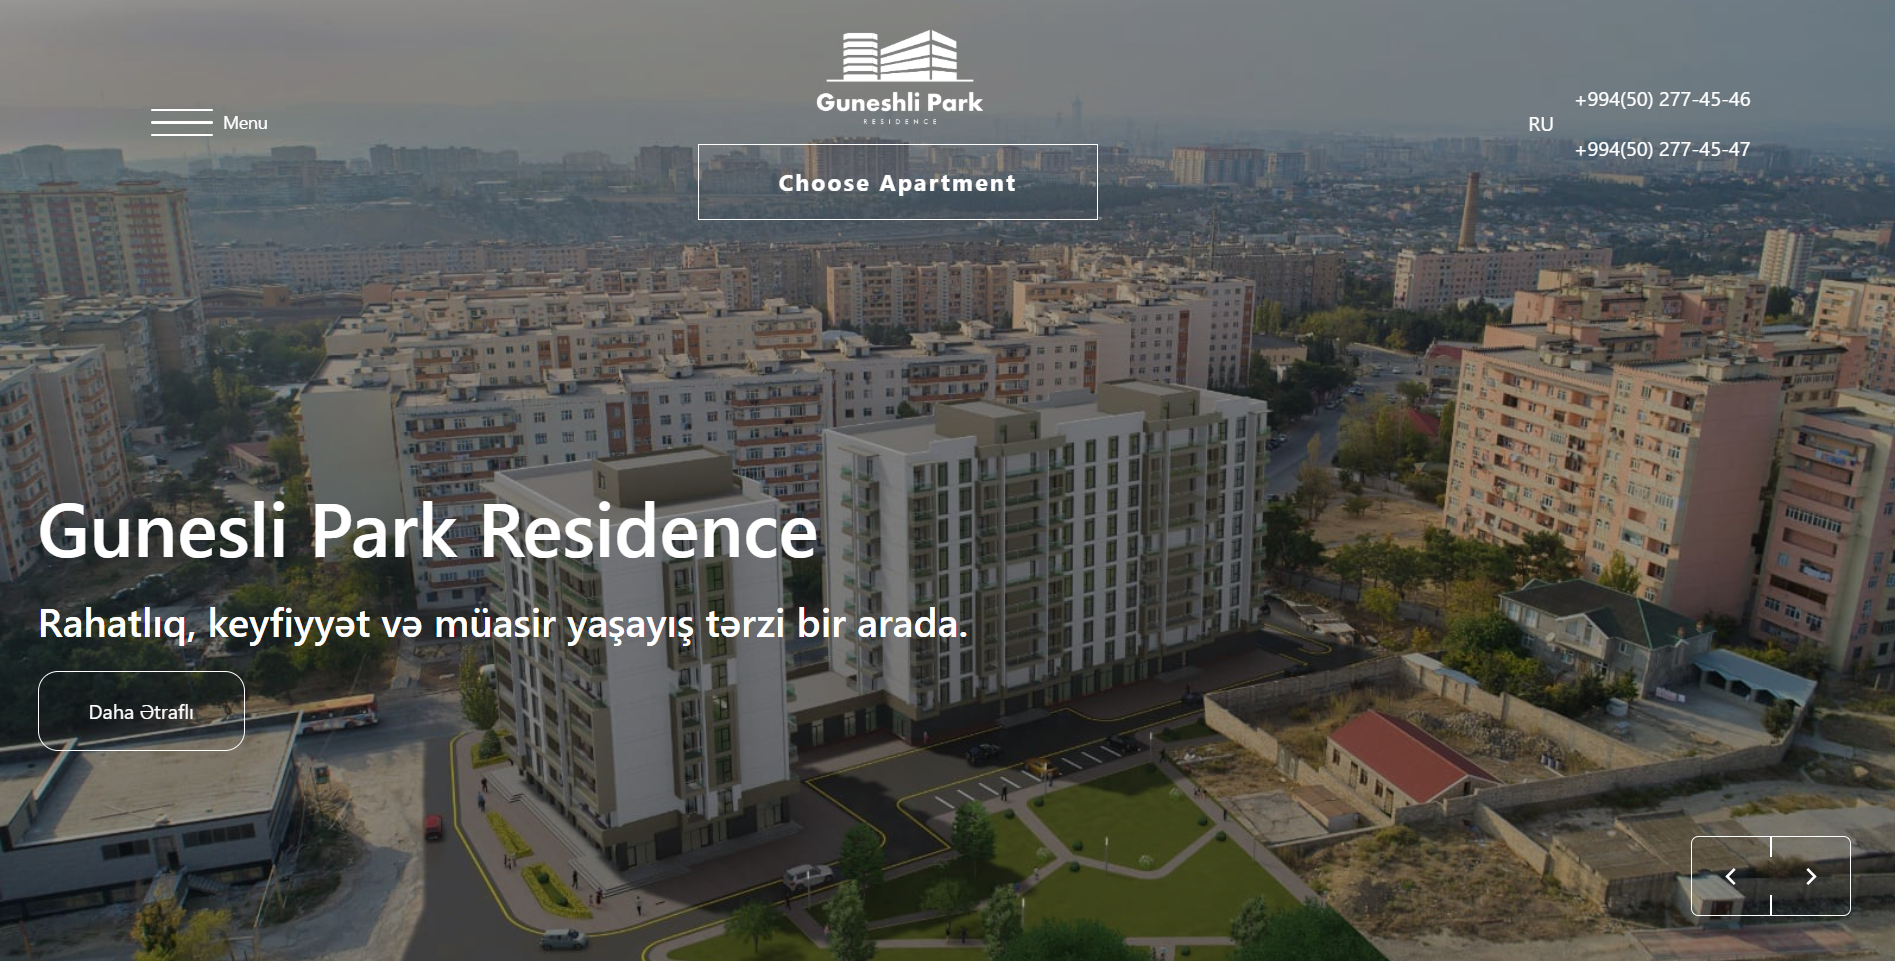 Guneshli Park
RESIDENCE
Menu
RU
+994(50) 277-45-46
+994(50) 277-45-47
Choose Apartment
Gunesli Park Residence
Rahatlıq, keyfiyyət və müasir yaşayış tərzi bir arada.
Daha Ətraflı